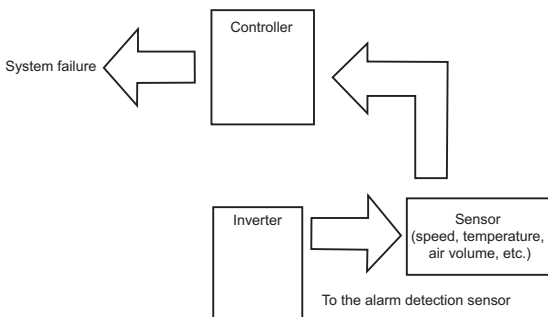 Controller
System failure
Inverter
Sensor
(speed, temperature,
air volume, etc.)
To the alarm detection sensor